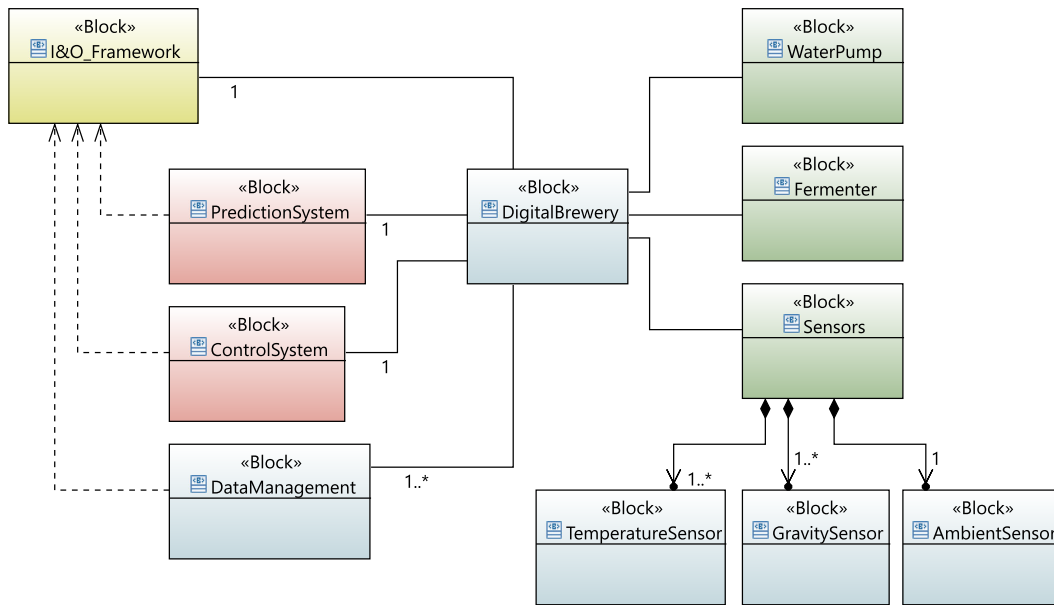 «Block»
I&O_Framework
1
«Block»
WaterPump
«Block»
PredictionSystem
1
«Block»
DigitalBrewery
«Block»
Fermenter
«Block»
ControlSystem
1
«Block»
Sensors
«Block»
DataManagement
1..*
1..*
1..*
1
«Block»
TemperatureSensor
«Block»
GravitySensor
«Block»
AmbientSensor